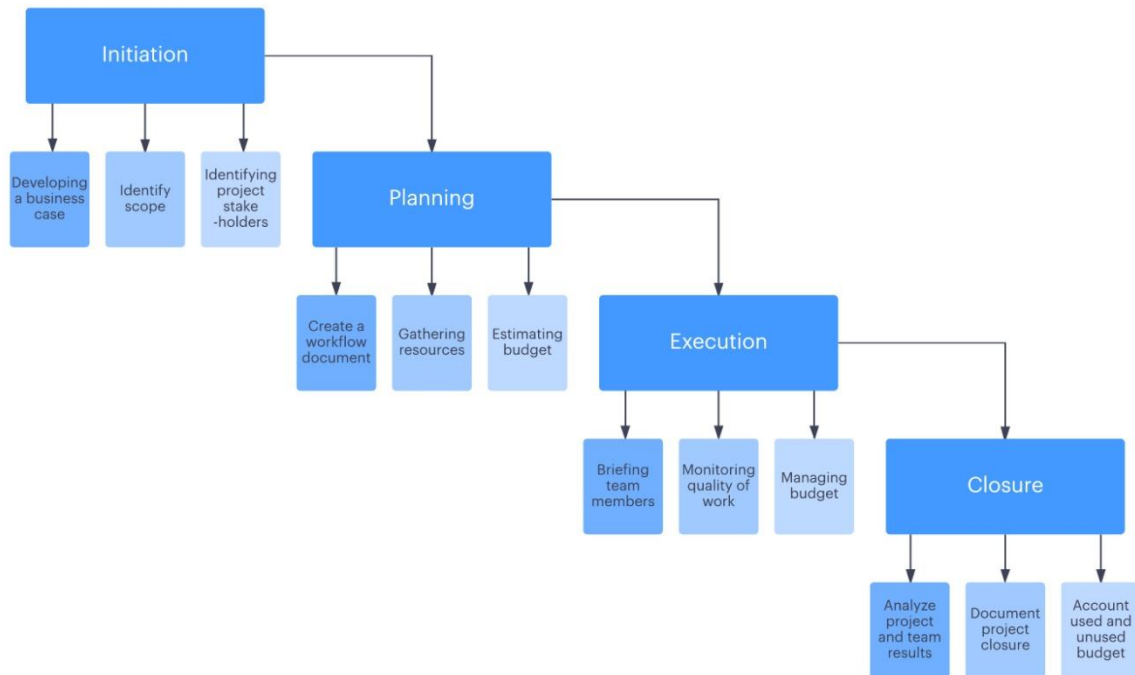 Initiation
Developing
a business
case
Identify
scope
Identifying
project
stake
-holders
Planning
Create a
workflow
document
Gathering
resources
Estimating
budget
Execution
Briefing
team
members
Monitoring
quality of
work
Managing
budget
Closure
Analyze
project
and team
results
Document
project
closure
Account
used and
unused
budget